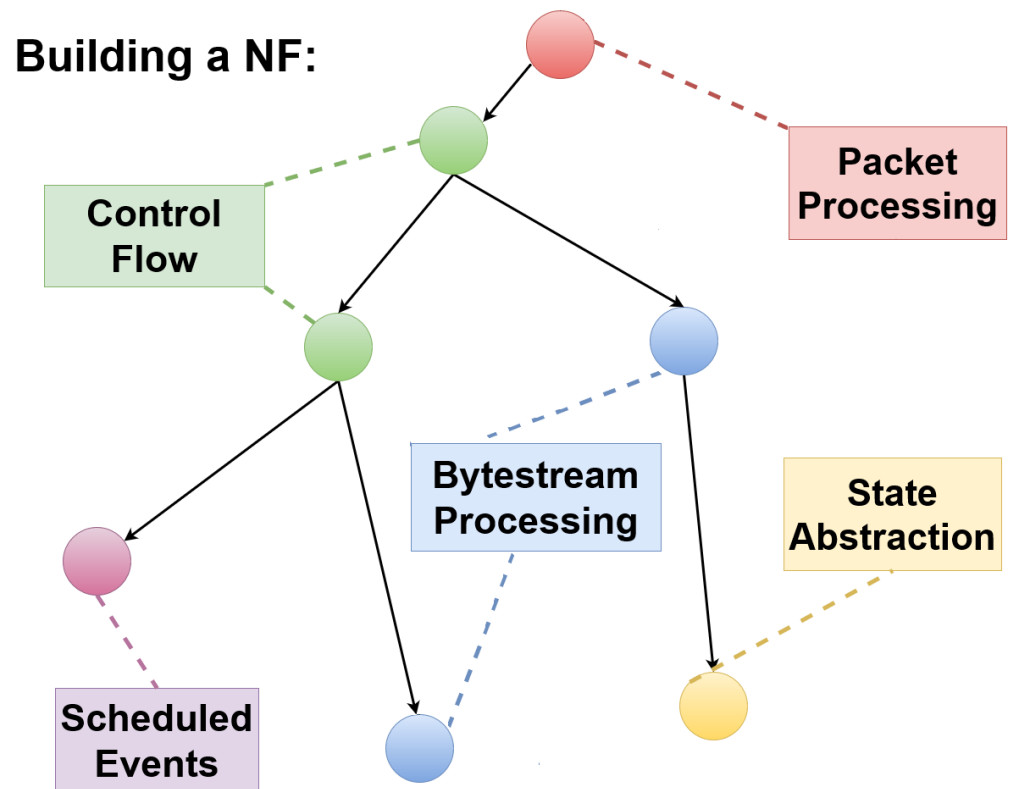 Building a NF:
Packet
Processing
Control
Flow
Bytestream
Processing
State
Abstraction
Scheduled
Events